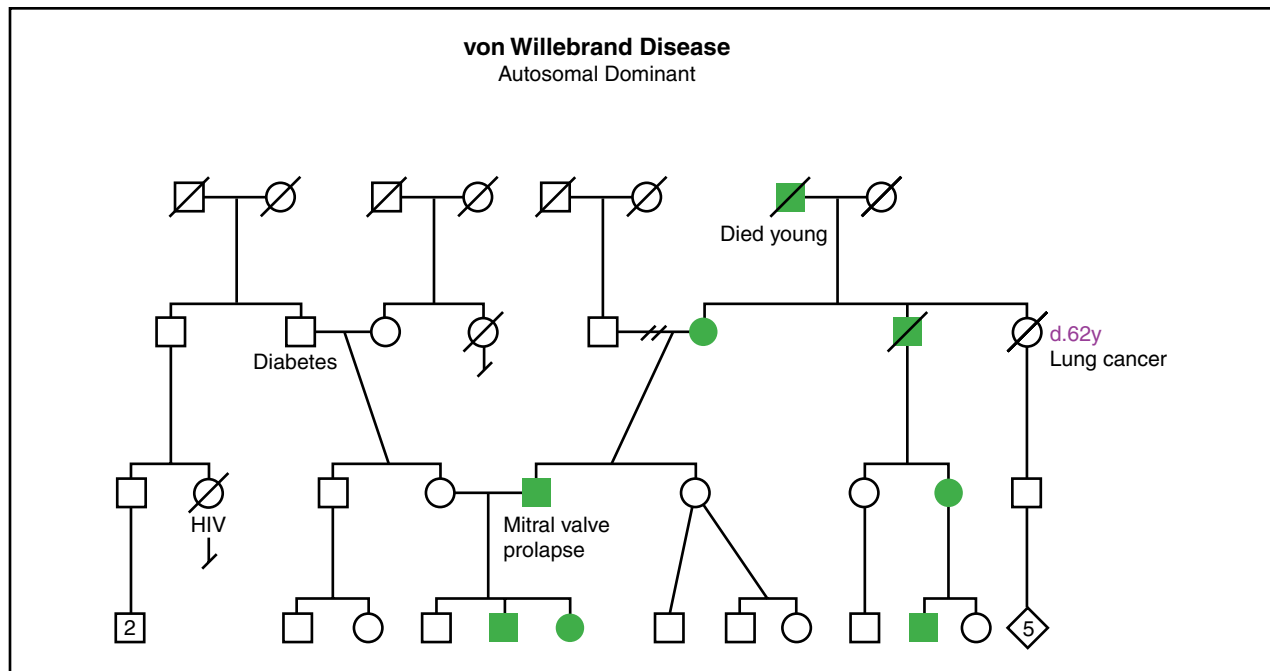 von Willebrand Disease
Autosomal Dominant
Died young
Diabetes
d.62y
Lung cancer
HIV
Mitral valve
prolapse
2
5